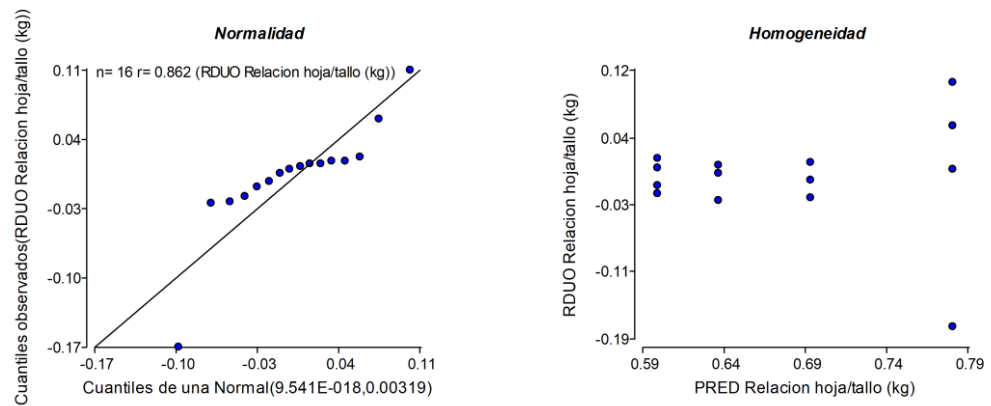 Normalidad
n= 16 r= 0.862 (RDUO Relacion hoja/tallo (kg))
Cuantiles observados(RDUO Relacion hoja/tallo (kg))
0.11
0.04
-0.03
-0.10
-0.17
-0.17
-0.10
-0.03
0.04
0.11
Cuantiles de una Normal(9.541E-018,0.00319)
Homogeneidad
RDUO Relacion hoja/tallo (kg)
0.12
0.04
-0.03
-0.11
-0.19
0.59
0.64
0.69
0.74
0.79
PRED Relacion hoja/tallo (kg)